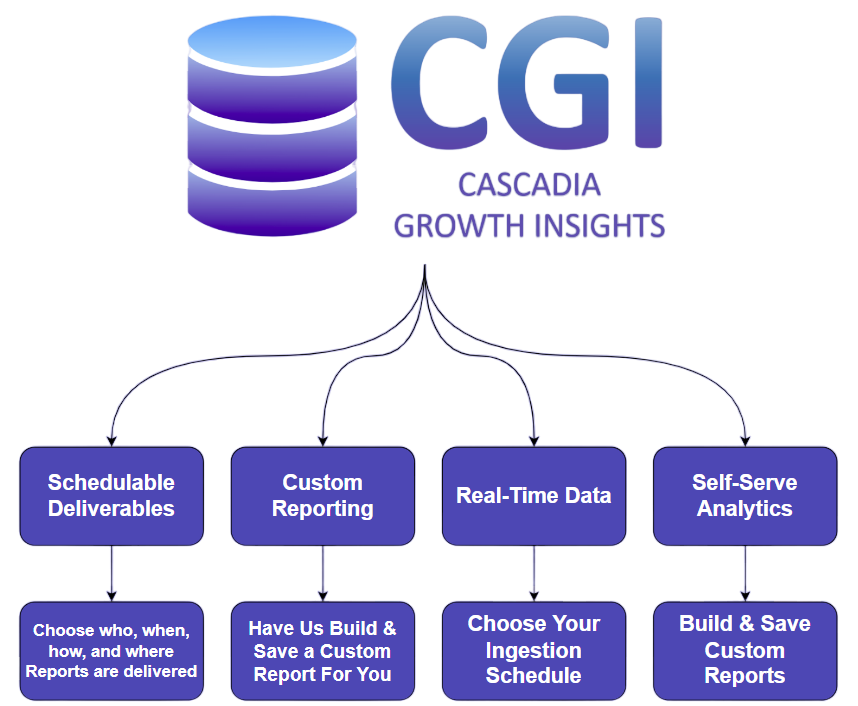 CGI
CASCADIA
GROWTH INSIGHTS
Schedulable
Deliverables
Custom
Reporting
Real-Time Data
Self-Serve
Analytics
Choose who, when,
how, and where
Reports are delivered
Have Us Build &
Save a Custom
Report For You
Choose Your
Ingestion
Schedule
Build & Save
Custom
Reports